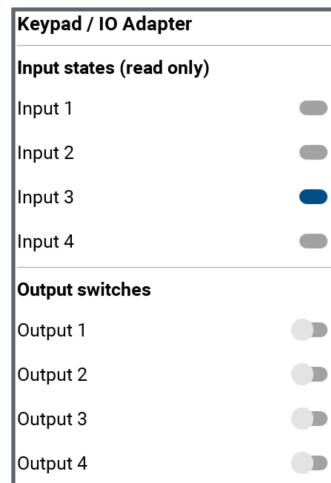 Keypad / IO Adapter
Input states (read only)
Input 1
Input 2
Input 3
Input 4
Output switches
Output 1
Output 2
Output 3
Output 4